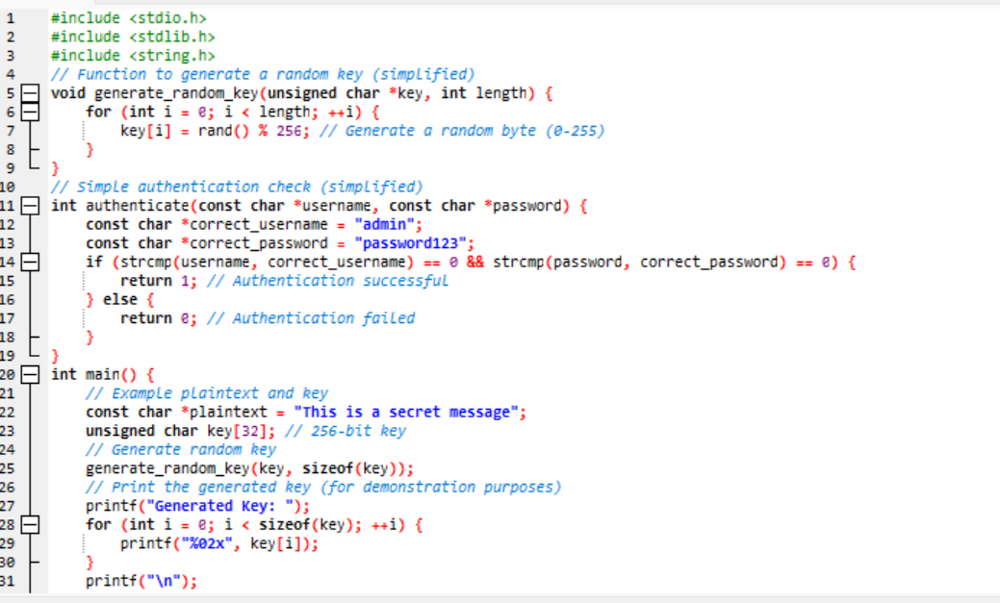 1 #include <stdio.h>
2 #include <stdlib.h>
3 #include <string.h>
4 // Function to generate a random key (simplified)
5 void generate_random_key(unsigned char *key, int length) {
6     for (int i = 0; i < length; ++i) {
7         key[i] = rand() % 256; // Generate a random byte (0-255)
8     }
9 }
10 // Simple authentication check (simplified)
11 int authenticate(const char *username, const char *password) {
12     const char *correct_username = "admin";
13     const char *correct_password = "password123";
14     if (strcmp(username, correct_username) == 0 && strcmp(password, correct_password) == 0) {
15         return 1; // Authentication successful
16     } else {
17         return 0; // Authentication failed
18     }
19 }
20 int main() {
21     // Example plaintext and key
22     const char *plaintext = "This is a secret message";
23     unsigned char key[32]; // 256-bit key
24     // Generate random key
25     generate_random_key(key, sizeof(key));
26     // Print the generated key (for demonstration purposes)
27     printf("Generated Key: ");
28     for (int i = 0; i < sizeof(key); ++i) {
29         printf("%02x", key[i]);
30     }
31     printf("\n");